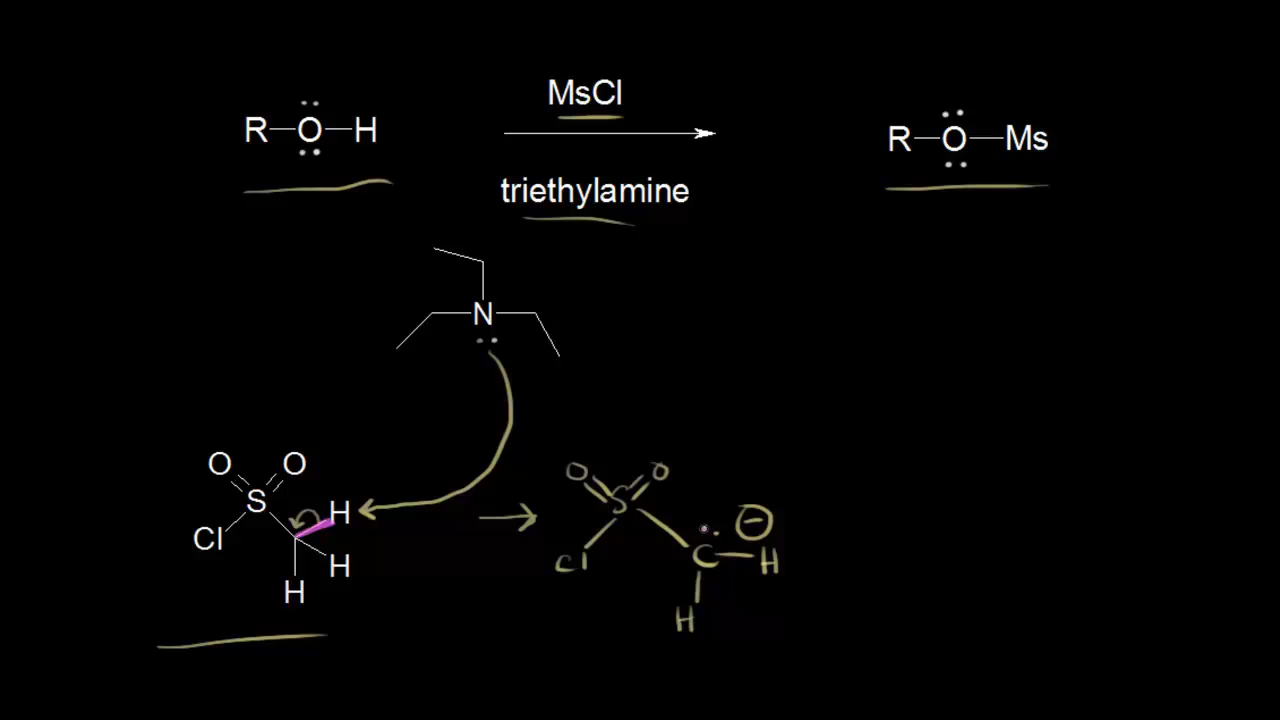 MsCl
R—O—H
R—O—Ms
triethylamine
N
O O O O
S S
H
Cl C H
H Cl
H H